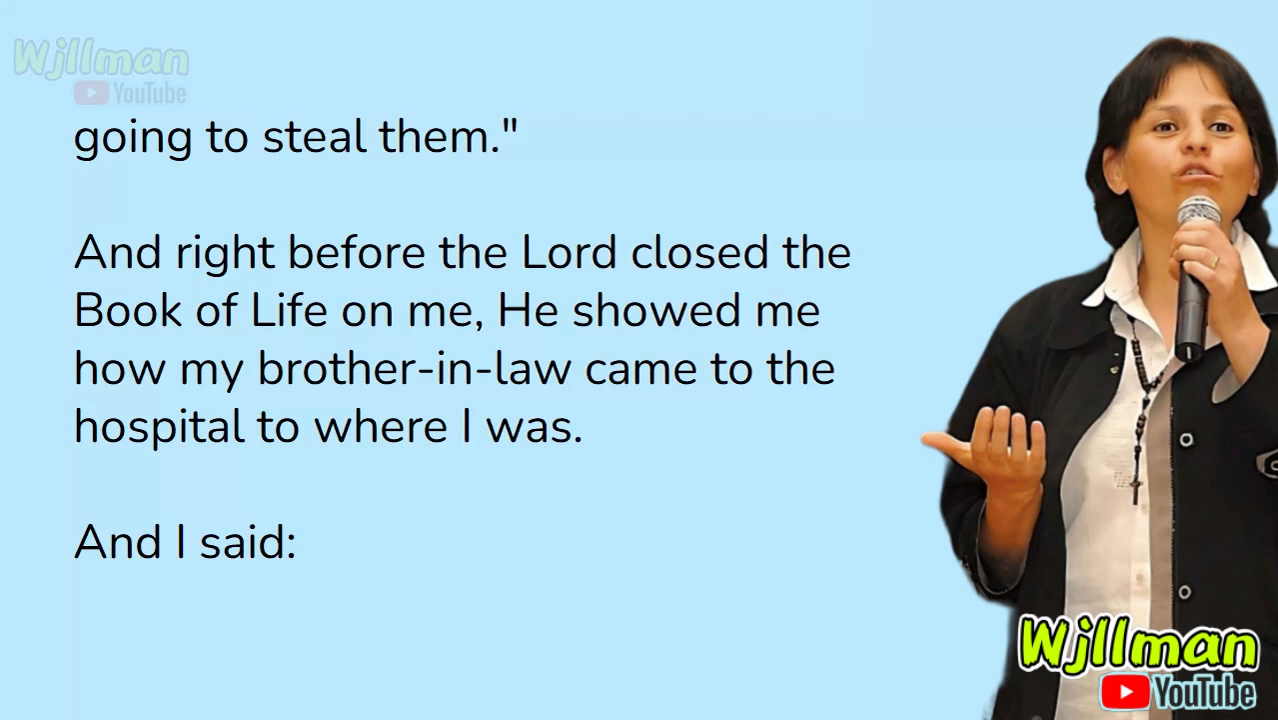 Wjllman
YouTube
going to steal them."
And right before the Lord closed the
Book of Life on me, He showed me
how my brother-in-law came to the
hospital to where I was.
And I said:
Wjllman
YouTube